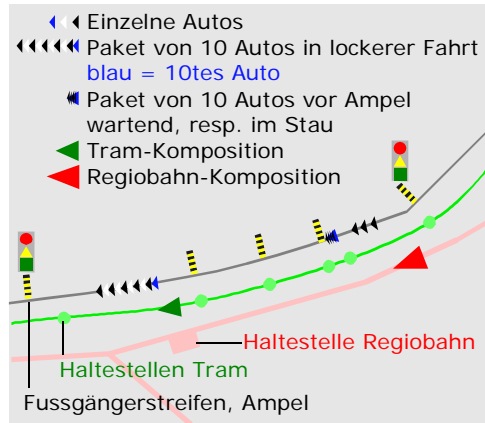 Einzelne Autos
Paket von 10 Autos in lockerer Fahrt
blau = 10tes Auto
Paket von 10 Autos vor Ampel
wartend, resp. im Stau
Tram-Komposition
Regiobahn-Komposition
Haltestelle Regiobahn
Haltestellen Tram
Fussgängerstreifen, Ampel